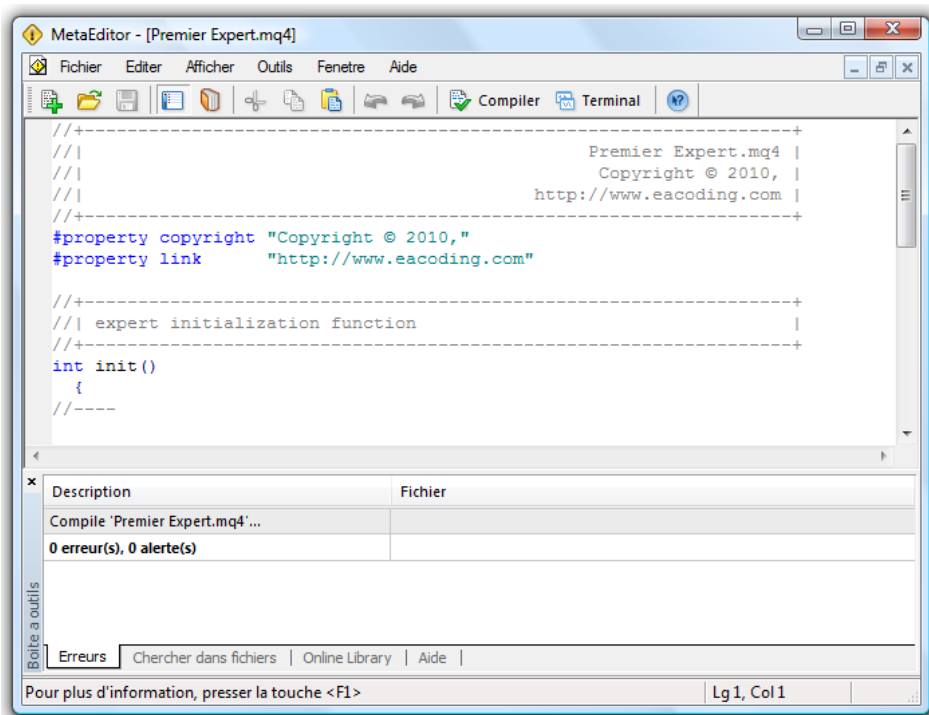 MetaEditor - [Premier Expert.mq4]
Fichier Editer Afficher Outils Fenetre Aide
Compiler Terminal
//+------------------------------------------------------------------+
//|                                               Premier Expert.mq4 |
//|                                                Copyright © 2010, |
//|                                          http://www.eacoding.com |
//+------------------------------------------------------------------+
#property copyright "Copyright © 2010,"
#property link      "http://www.eacoding.com"
//+------------------------------------------------------------------+
//| expert initialization function                                   |
//+------------------------------------------------------------------+
int init()
  {
//----
Description Fichier
Compile 'Premier Expert.mq4'...
0 erreur(s), 0 alerte(s)
Boite a outils
Erreurs | Chercher dans fichiers | Online Library | Aide |
Pour plus d'information, presser la touche <F1> Lg 1, Col 1